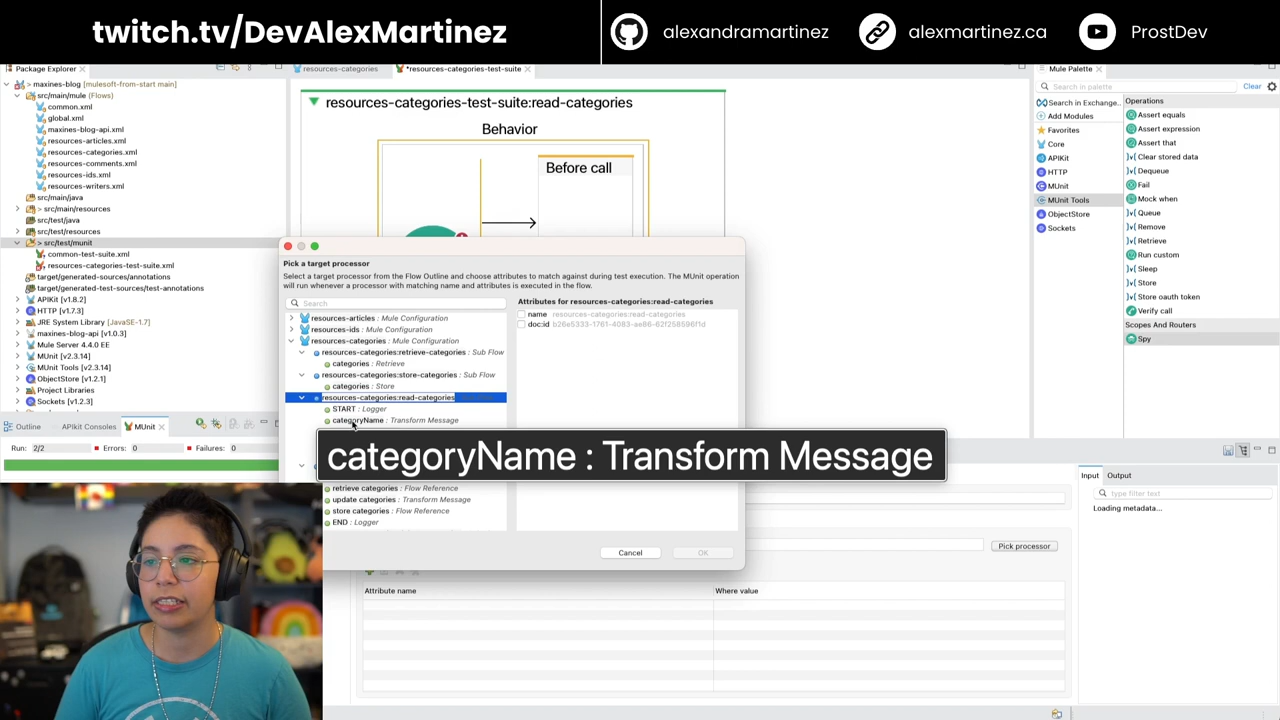 twitch.tv/DevAlexMartinez
alexandramartinez
alexmartinez.ca
ProstDev
Package Explorer
resources-categories
*resources-categories-test-suite
Mule Palette
> maxines-blog [mulesoft-from-start main]
src/main/mule (Flows)
common.xml
global.xml
maxines-blog-api.xml
resources-articles.xml
resources-categories.xml
resources-comments.xml
resources-ids.xml
resources-writers.xml
src/main/java
> src/main/resources
src/test/java
src/test/resources
> src/test/munit
common-test-suite.xml
resources-categories-test-suite.xml
target/generated-sources/annotations
target/generated-test-sources/test-annotations
APIKit [v1.8.2]
HTTP [v1.7.3]
JRE System Library [JavaSE-1.7]
maxines-blog-api [v1.0.3]
Mule Server 4.4.0 EE
MUnit [v2.3.14]
MUnit Tools [v2.3.14]
ObjectStore [v1.2.1]
Project Libraries
Sockets [v1.2.3]
resources-categories-test-suite:read-categories
Behavior
Before call
Search in palette
Clear
Search in Exchange...
Add Modules
Favorites
Core
APIKit
HTTP
MUnit
MUnit Tools
ObjectStore
Sockets
Operations
Assert equals
Assert expression
Assert that
Clear stored data
Dequeue
Fail
Mock when
Queue
Remove
Retrieve
Run custom
Sleep
Store
Store oauth token
Verify call
Scopes And Routers
Spy
Pick a target processor
Select a target processor from the Flow Outline and choose attributes to match against during test execution. The MUnit operation
will run whenever a processor with matching name and attributes is executed in the flow.
Search
resources-articles : Mule Configuration
resources-ids : Mule Configuration
resources-categories : Mule Configuration
resources-categories:retrieve-categories : Sub Flow
categories : Retrieve
resources-categories:store-categories : Sub Flow
categories : Store
resources-categories:read-categories
START : Logger
categoryName : Transform Message
retrieve categories : Flow Reference
update categories : Transform Message
store categories : Flow Reference
END : Logger
Attributes for resources-categories:read-categories
name resources-categories:read-categories
doc:id
Cancel
OK
categoryName : Transform Message
Outline
APIKit Consoles
MUnit
Run: 2/2
Errors: 0
Failures: 0
Pick processor
Attribute name
Where value
Input
Output
type filter text
Loading metadata...